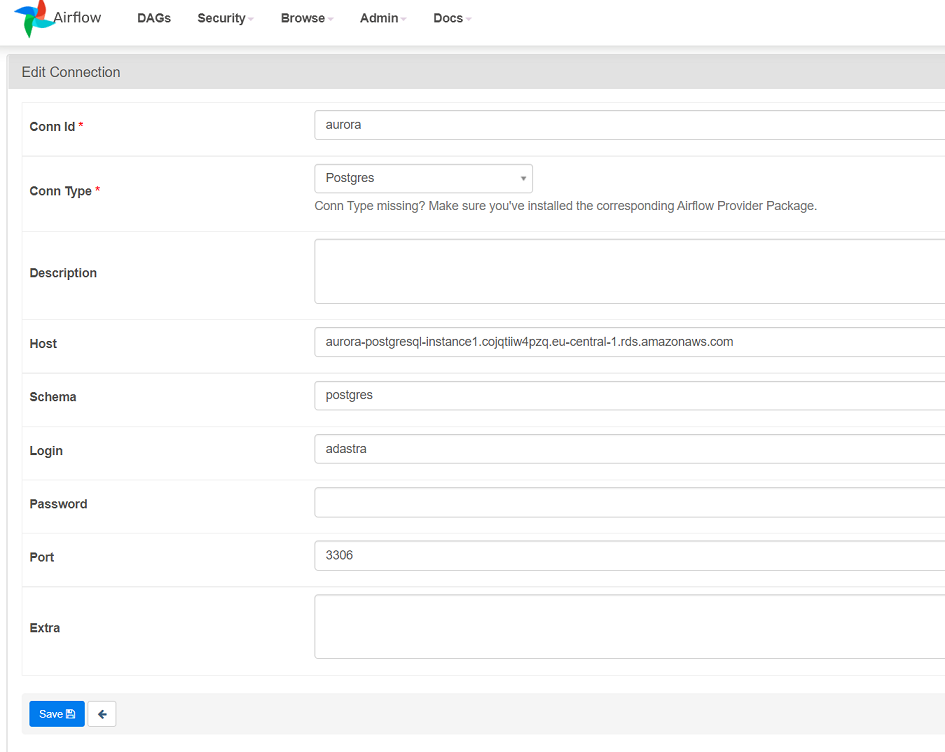 Airflow DAGs Security Browse Admin Docs
Edit Connection
Conn Id * aurora
Conn Type * Postgres
Conn Type missing? Make sure you've installed the corresponding Airflow Provider Package.
Description
Host aurora-postgresql-instance1.cojqtiiw4pzq.eu-central-1.rds.amazonaws.com
Schema postgres
Login adastra
Password
Port 3306
Extra
Save